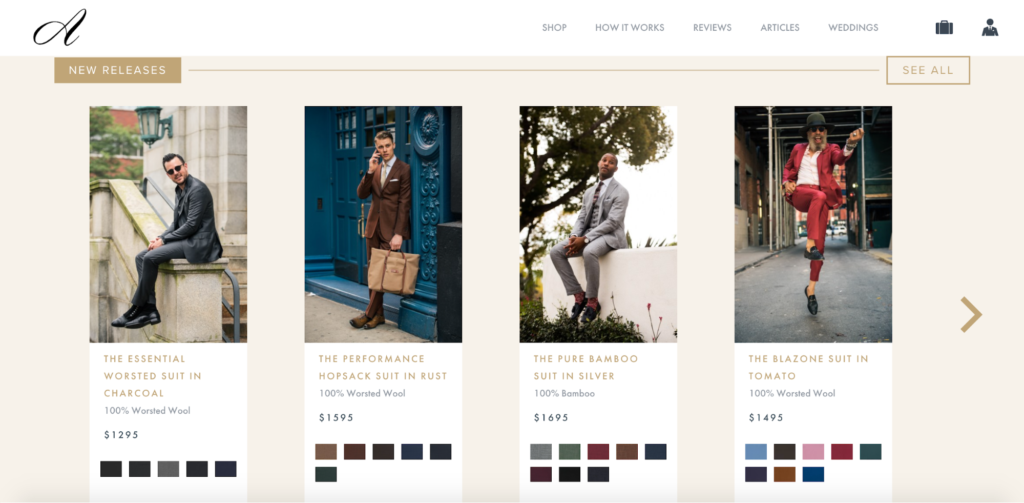 A
SHOP HOW IT WORKS REVIEWS ARTICLES WEDDINGS
NEW RELEASES
SEE ALL
THE ESSENTIAL
WORSTED SUIT IN
CHARCOAL
100% Worsted Wool
$1295
THE PERFORMANCE
HOPSACK SUIT IN RUST
100% Worsted Wool
$1595
THE PURE BAMBOO
SUIT IN SILVER
100% Bamboo
$1695
THE BLAZONE SUIT IN
TOMATO
100% Worsted Wool
$1495